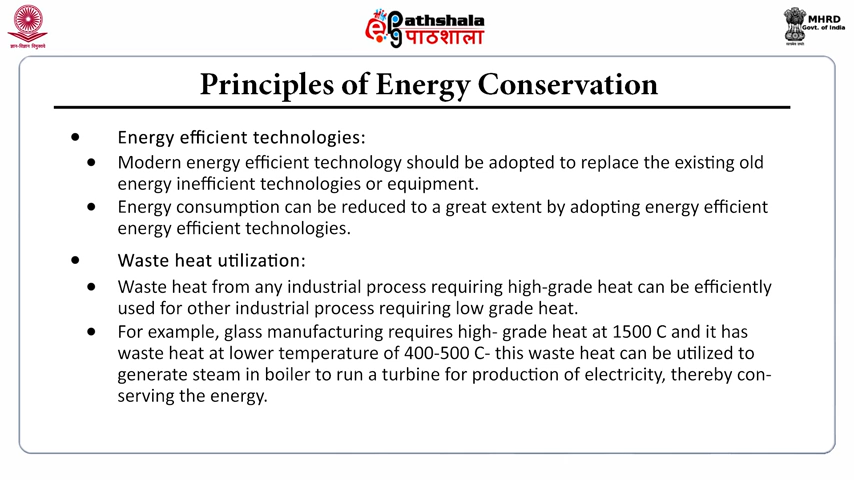 ज्ञान-विज्ञान विमुक्तये
Pathshala
पाठशाला
MHRD
Govt. of India
Principles of Energy Conservation
• Energy efficient technologies:
• Modern energy efficient technology should be adopted to replace the existing old
energy inefficient technologies or equipment.
• Energy consumption can be reduced to a great extent by adopting energy efficient
energy efficient technologies.
• Waste heat utilization:
• Waste heat from any industrial process requiring high-grade heat can be efficiently
used for other industrial process requiring low grade heat.
• For example, glass manufacturing requires high- grade heat at 1500 C and it has
waste heat at lower temperature of 400-500 C- this waste heat can be utilized to
generate steam in boiler to run a turbine for production of electricity, thereby con-
serving the energy.